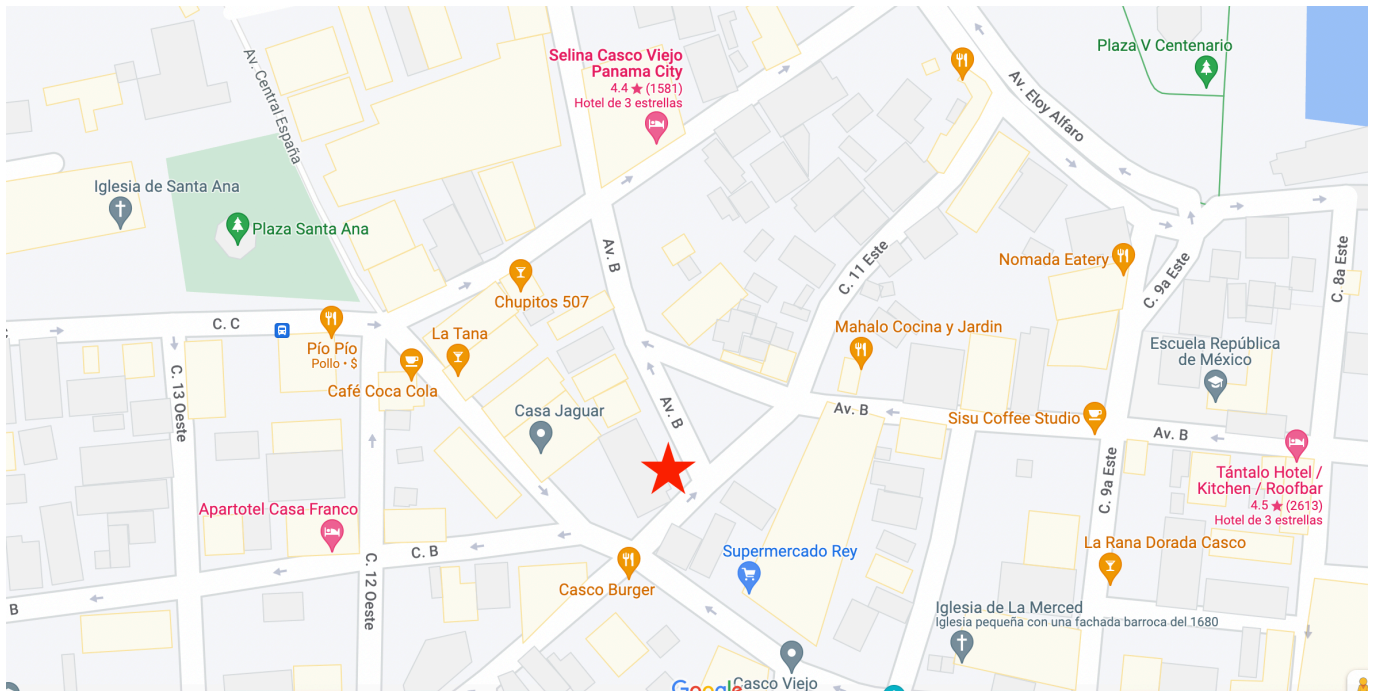 Selina Casco Viejo
Panama City
4.4 ★ (1581)
Hotel de 3 estrellas
Plaza V Centenario
Av. Eloy Alfaro
Av. Central España
Iglesia de Santa Ana
Plaza Santa Ana
Av. B
C. 11 Este
Nomada Eatery
C. 9a Este
C. 8a Este
Chupitos 507
C. C
La Tana
Mahalo Cocina y Jardin
Pío Pío
Pollo · $
Café Coca Cola
Escuela República
de México
C. 13 Oeste
Casa Jaguar
Av. B
Av. B
Sisu Coffee Studio
Av. B
Tántalo Hotel /
Kitchen / Roofbar
4.5 ★ (2613)
Hotel de 3 estrellas
C. 9a Este
Apartotel Casa Franco
C. B
C. 12 Oeste
Supermercado Rey
La Rana Dorada Casco
Casco Burger
B
Iglesia de La Merced
Iglesia pequeña con una fachada barroca del 1680
Casco Viejo
Google